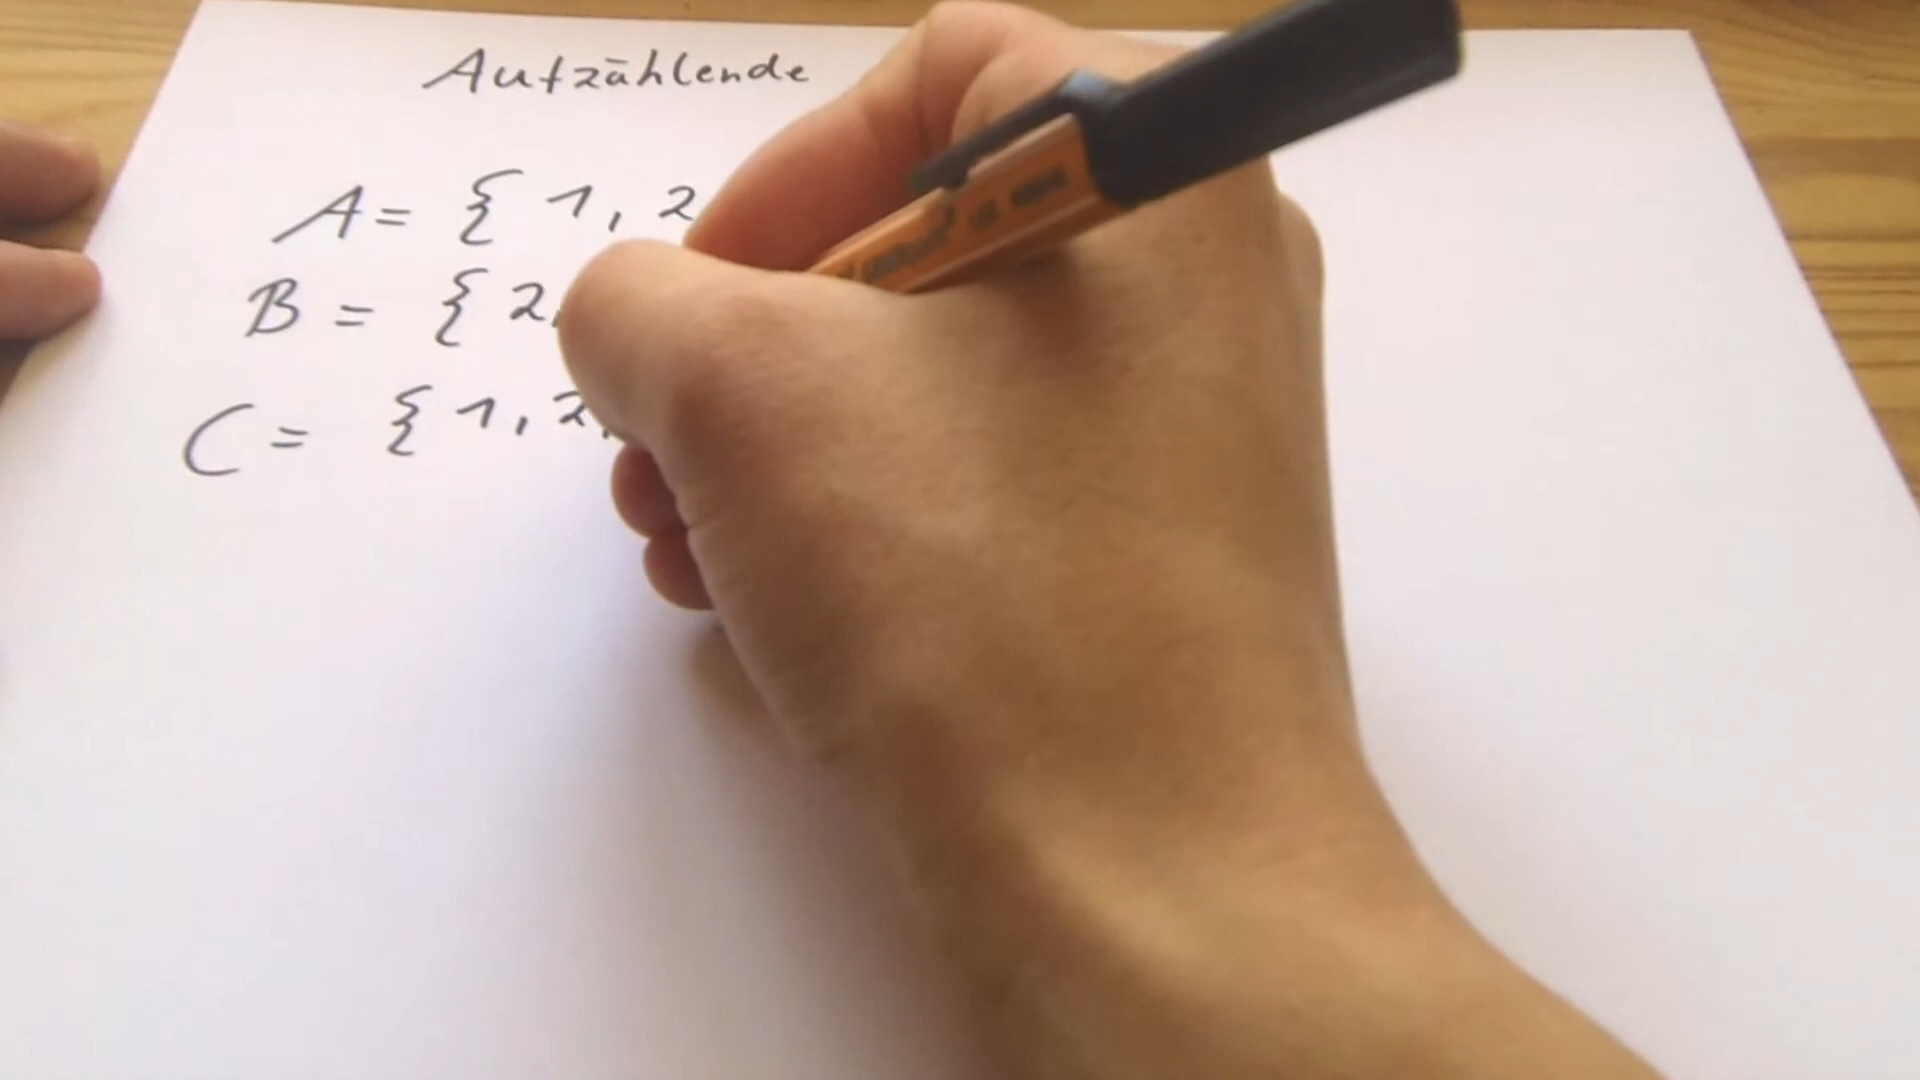 Aufzählende
A = { 1, 2
B = { 2,
C = { 1, 2,